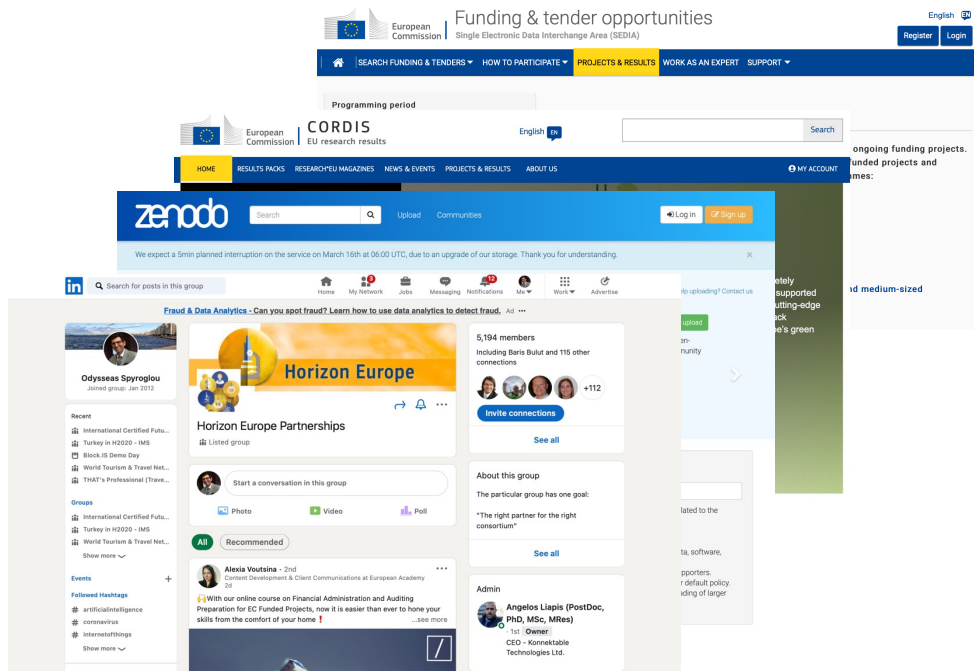 European
Commission
Funding & tender opportunities
Single Electronic Data Interchange Area (SEDIA)
English EN
Register Login
SEARCH FUNDING & TENDERS HOW TO PARTICIPATE PROJECTS & RESULTS WORK AS AN EXPERT SUPPORT
Programming period
European
Commission
CORDIS
EU research results
English EN
Search
HOME RESULTS PACKS RESEARCH*EU MAGAZINES NEWS & EVENTS PROJECTS & RESULTS ABOUT US MY ACCOUNT
ongoing funding projects.
funded projects and
zenodo
Search
Upload Communities
Log in Sign up
We expect a 5min planned interruption on the service on March 16th at 06:00 UTC, due to an upgrade of our storage. Thank you for understanding. ×
supported
nd medium-sized
in
Search for posts in this group
Home My Network 3 Jobs Messaging Notifications 12 Me Work Advertise
uploading? Contact us
upload
Fraud & Data Analytics - Can you spot fraud? Learn how to use data analytics to detect fraud. Ad •••
Odysseas Spyroglou
Joined group: Jan 2012
Recent
International Certified Futu...
Turkey in H2020 - IMS
Block.IS Demo Day
World Tourism & Travel Net...
THAT's Professional (Trave...
Groups
International Certified Futu...
Turkey in H2020 - IMS
World Tourism & Travel Net...
Show more
Events +
Followed Hashtags
# artificialintelligence
# coronavirus
# internetofthings
Show more
Horizon Europe
Horizon Europe Partnerships
Listed group
Start a conversation in this group
Photo Video Poll
All Recommended
Alexia Voutsina • 2nd
Content Development & Client Communications at European Academy
2d
With our online course on Financial Administration and Auditing
Preparation for EC Funded Projects, now it is easier than ever to hone your
skills from the comfort of your home❗ ...see more
5,194 members
Including Baris Bulut and 115 other
connections
+112
Invite connections
See all
About this group
The particular group has one goal:
"The right partner for the right
consortium"
See all
Admin
Angelos Liapis (PostDoc,
PhD, MSc, MRes)
· 1st Owner
CEO - Konnektable
Technologies Ltd.
lated to the
ta, software,
r default policy.
ading of larger